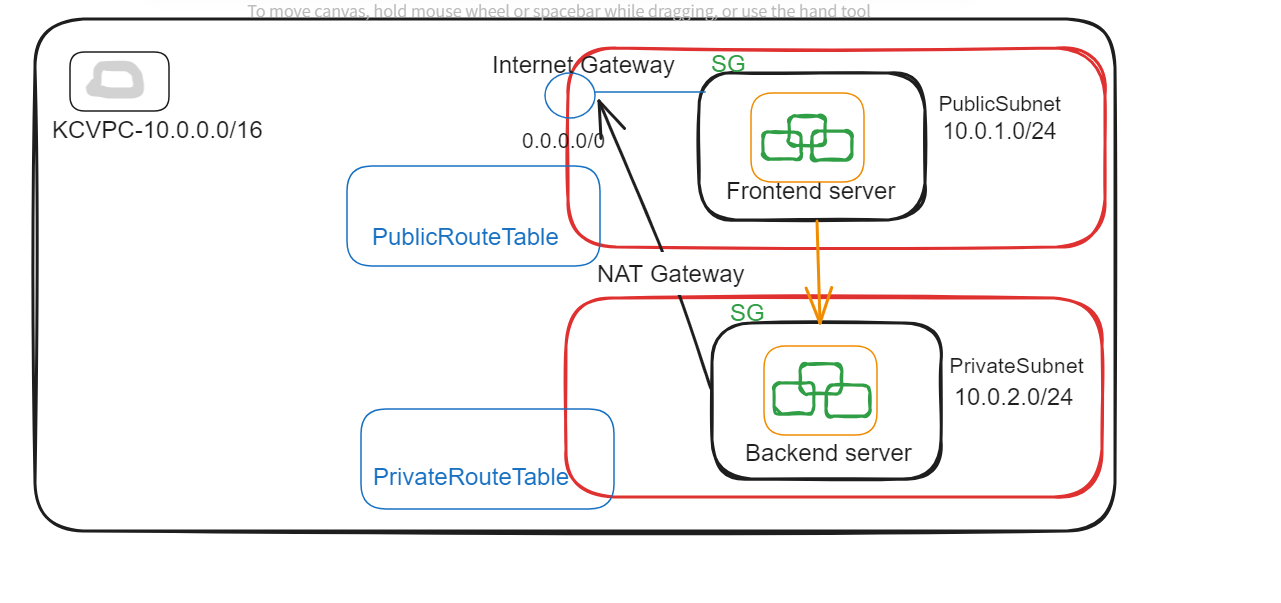 To move canvas, hold mouse wheel or spacebar while dragging, or use the hand tool
Internet Gateway
SG
KCVPC-10.0.0.0/16
0.0.0.0/0
PublicSubnet
10.0.1.0/24
Frontend server
PublicRouteTable
NAT Gateway
SG
PrivateSubnet
10.0.2.0/24
Backend server
PrivateRouteTable